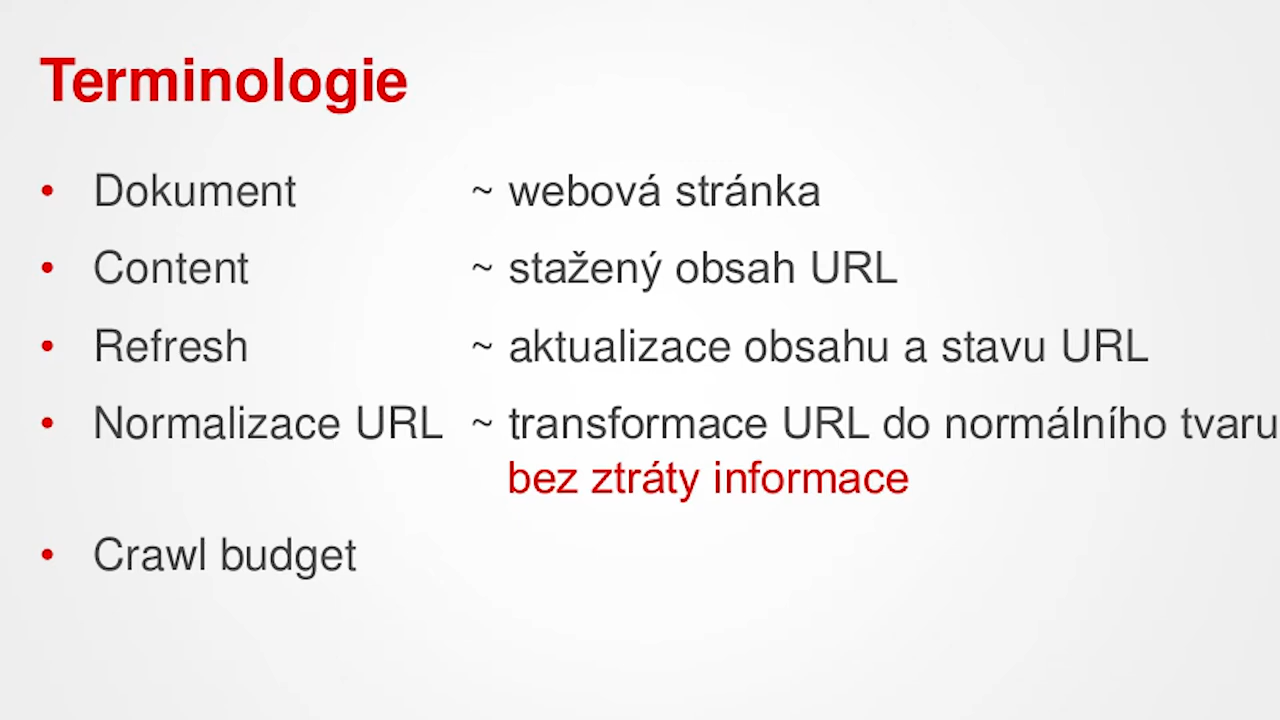 Terminologie
• Dokument ~ webová stránka
• Content ~ stažený obsah URL
• Refresh ~ aktualizace obsahu a stavu URL
• Normalizace URL ~ transformace URL do normálního tvaru
bez ztráty informace
• Crawl budget